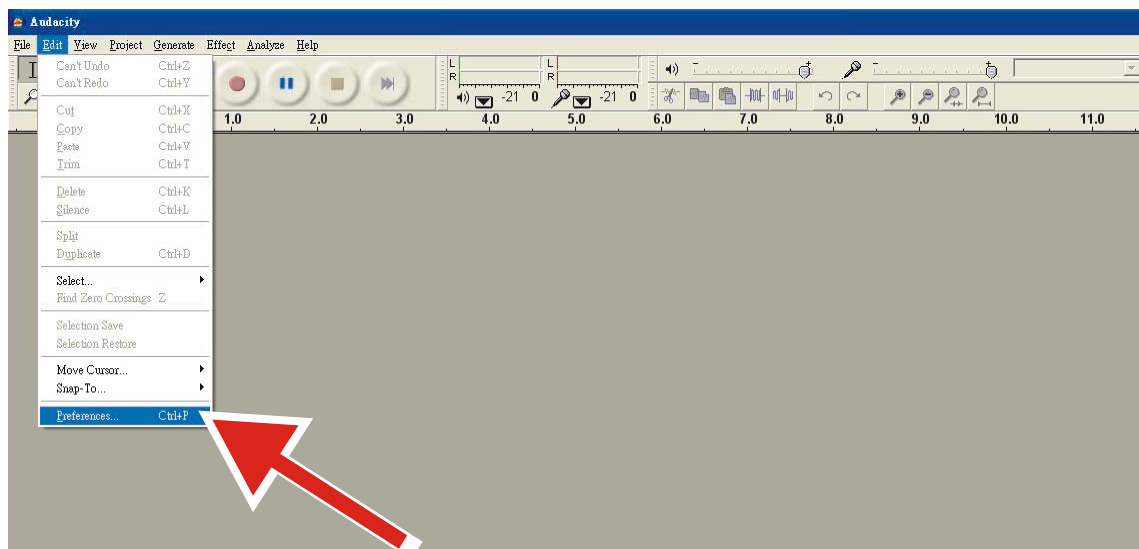 Audacity
File Edit View Project Generate Effect Analyze Help
Can't Undo Ctrl+Z
Can't Redo Ctrl+Y
Cut Ctrl+X
Copy Ctrl+C
Paste Ctrl+V
Trim Ctrl+T
Delete Ctrl+K
Silence Ctrl+L
Split
Duplicate Ctrl+D
Select...
Find Zero Crossings Z
Selection Save
Selection Restore
Move Cursor...
Snap-To...
Preferences... Ctrl+P
L L
R R
-21 0 -21 0
1.0 2.0 3.0 4.0 5.0 6.0 7.0 8.0 9.0 10.0 11.0